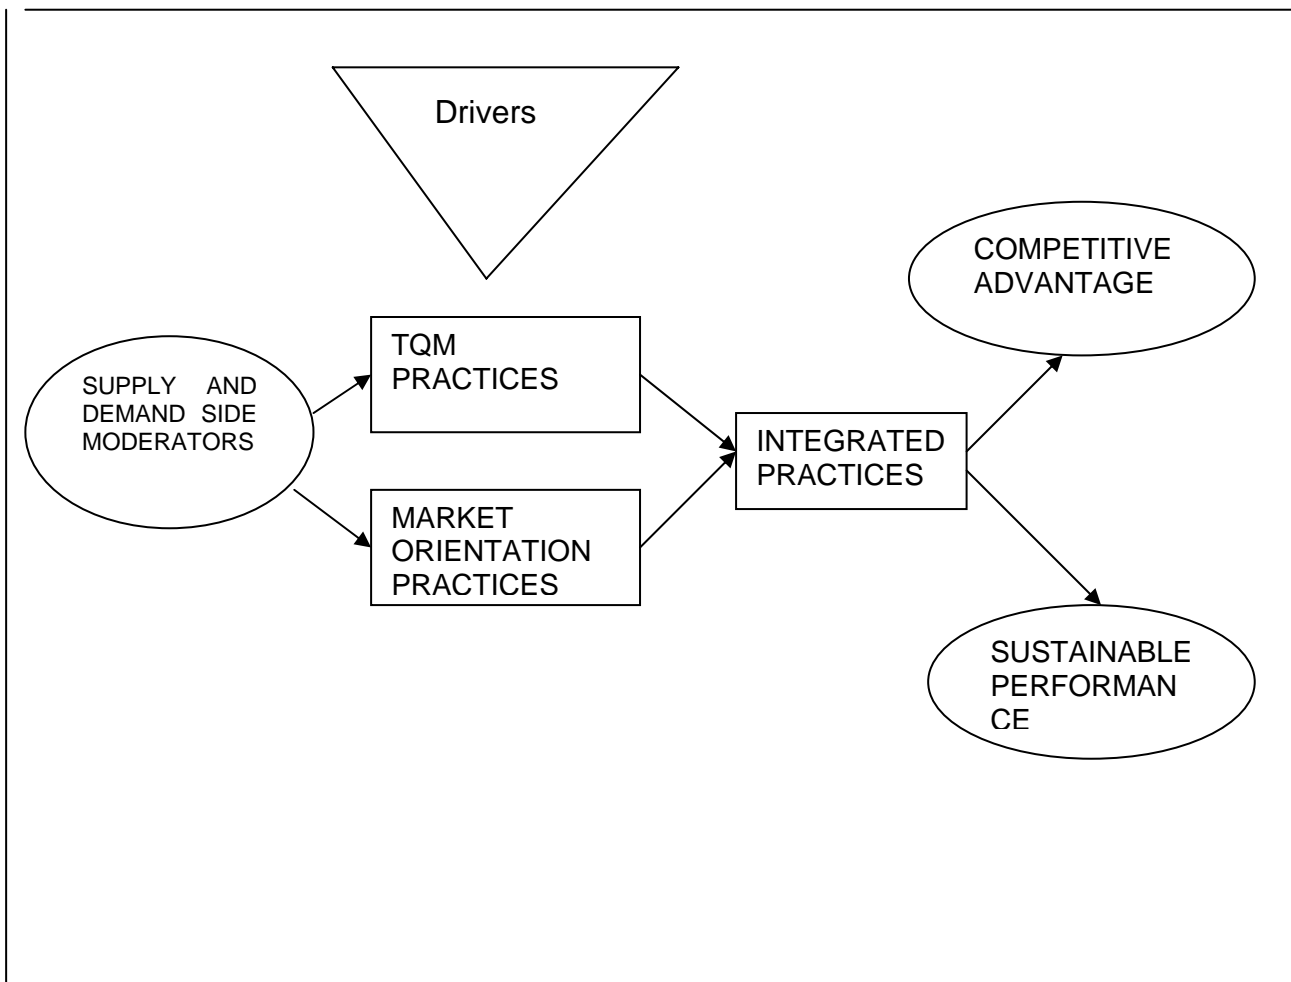 Drivers
COMPETITIVE
ADVANTAGE
TQM
PRACTICES
SUPPLY AND
DEMAND SIDE
MODERATORS
INTEGRATED
PRACTICES
MARKET
ORIENTATION
PRACTICES
SUSTAINABLE
PERFORMAN
CE